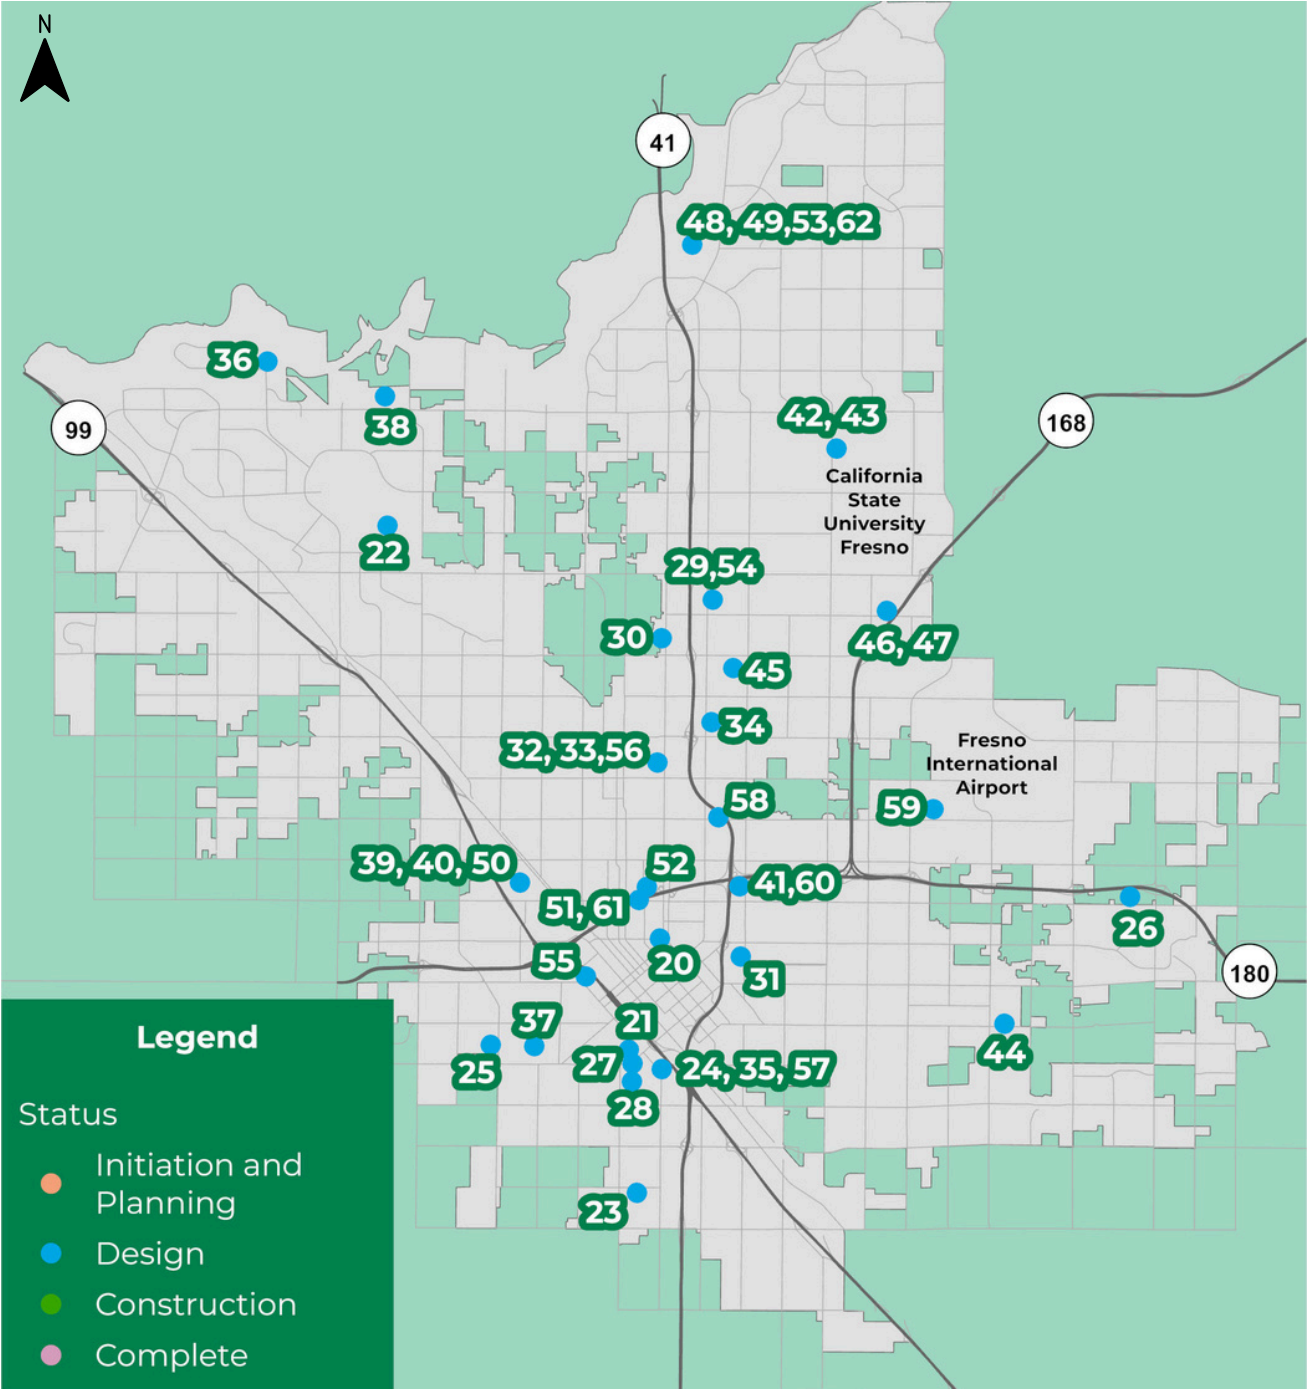 N
41
48, 49,53,62
36
38
99
42, 43
168
California
State
University
Fresno
22
29,54
30
46, 47
45
34
32, 33,56
Fresno
International
Airport
58
59
39, 40, 50
52
41,60
51, 61
26
20
55
31
180
37
21
25
27
24, 35, 57
44
28
23
Legend
Status
Initiation and
Planning
Design
Construction
Complete